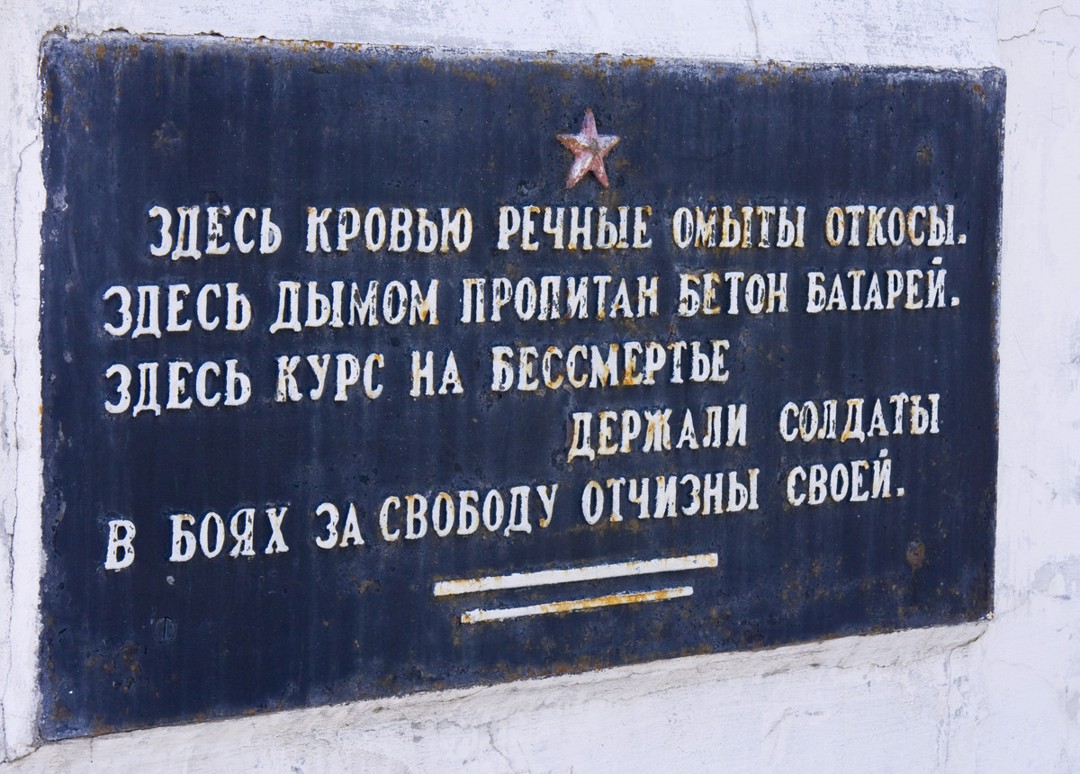 ЗДЕСЬ КРОВЬЮ РЕЧНЫЕ ОМЫТЫ ОТКОСЫ.
ЗДЕСЬ ДЫМОМ ПРОПИТАН БЕТОН БАТАРЕЙ.
ЗДЕСЬ КУРС НА БЕССМЕРТЬЕ
ДЕРЖАЛИ СОЛДАТЫ
В БОЯХ ЗА СВОБОДУ ОТЧИЗНЫ СВОЕЙ.